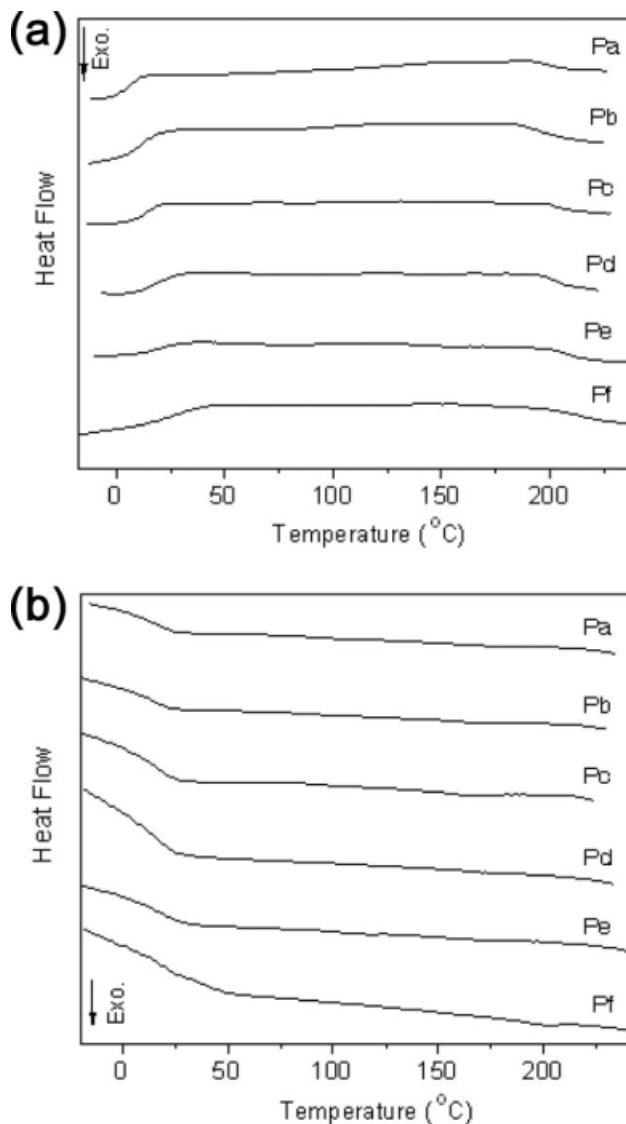 (a)
Exo.
Pa
Pb
Pc
Pd
Pe
Pf
Heat Flow
0 50 100 150 200
Temperature (°C)
(b)
Pa
Pb
Pc
Pd
Pe
Pf
Heat Flow
Exo.
0 50 100 150 200
Temperature (°C)